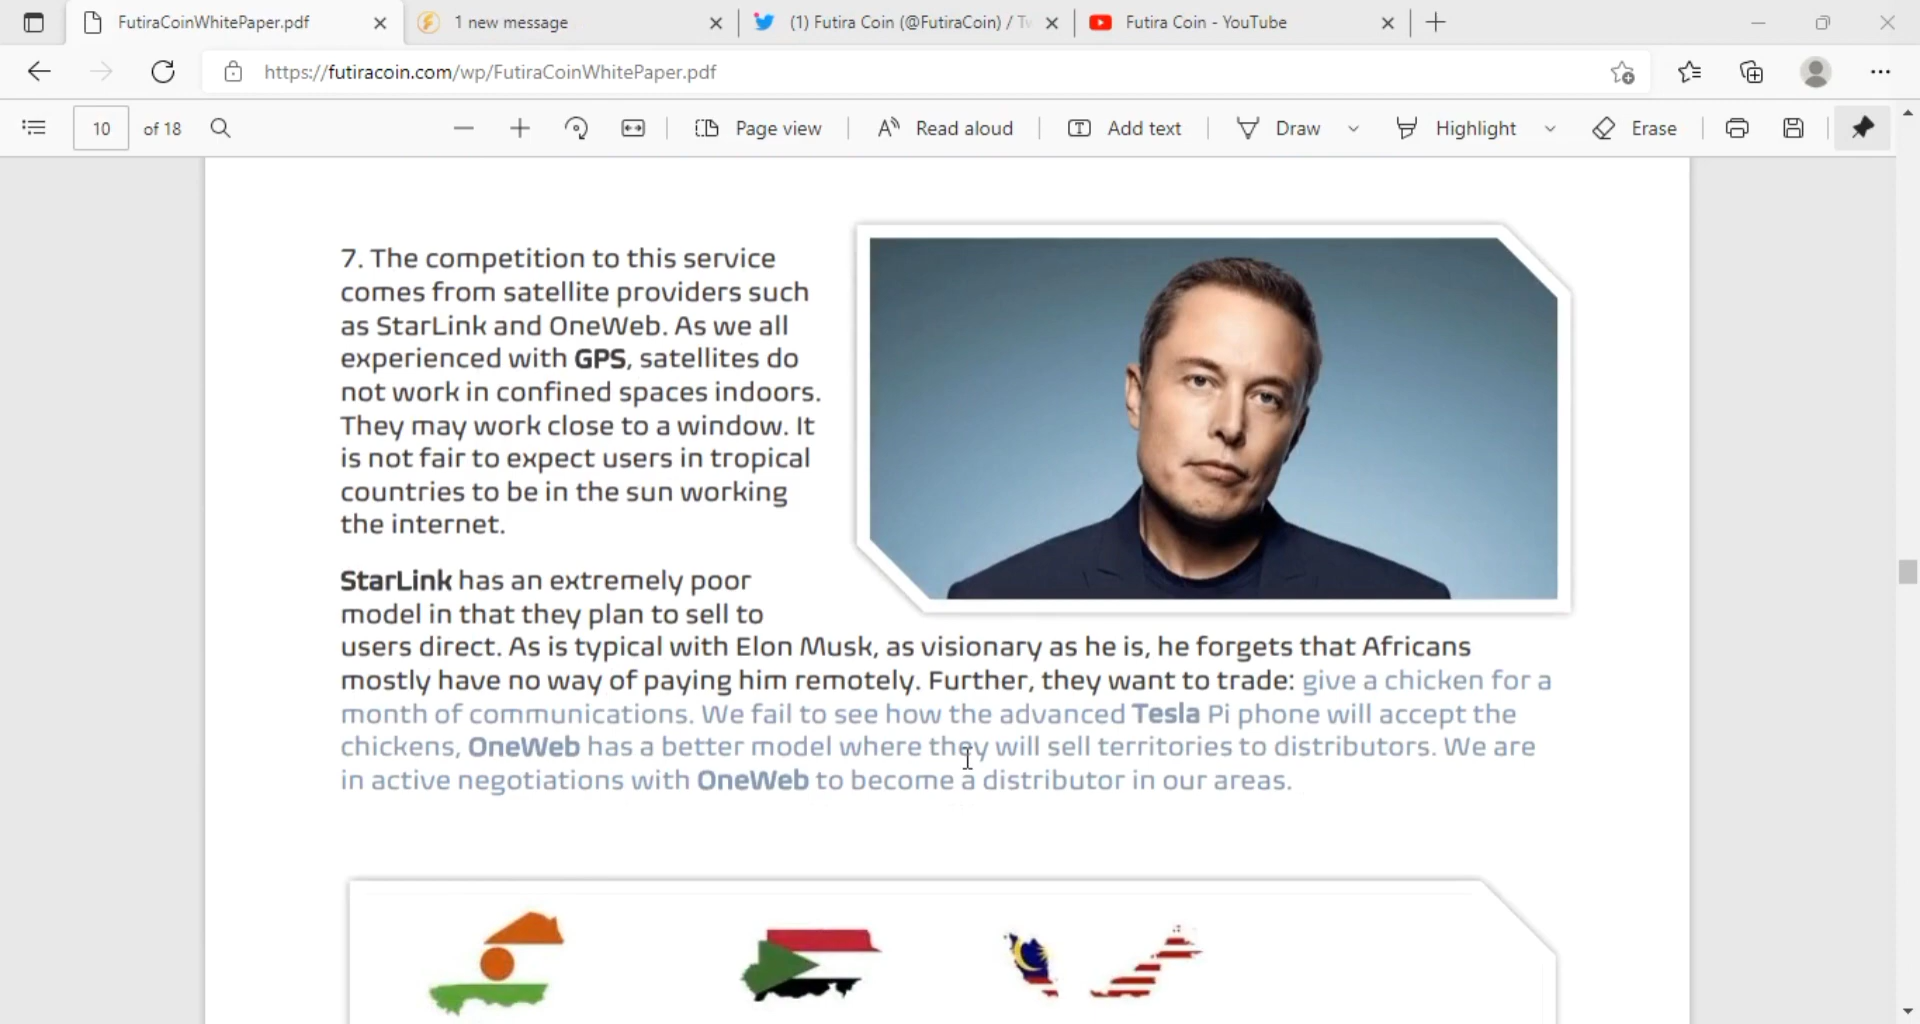 FutiraCoinWhitePaper.pdf
1 new message
(1) Futira Coin (@FutiraCoin) / Tw
Futira Coin - YouTube
https://futiracoin.com/wp/FutiraCoinWhitePaper.pdf
10 of 18
Page view
Read aloud
Add text
Draw
Highlight
Erase
7. The competition to this service
comes from satellite providers such
as StarLink and OneWeb. As we all
experienced with GPS, satellites do
not work in confined spaces indoors.
They may work close to a window. It
is not fair to expect users in tropical
countries to be in the sun working
the internet.
StarLink has an extremely poor
model in that they plan to sell to
users direct. As is typical with Elon Musk, as visionary as he is, he forgets that Africans
mostly have no way of paying him remotely. Further, they want to trade: give a chicken for a
month of communications. We fail to see how the advanced Tesla Pi phone will accept the
chickens, OneWeb has a better model where they will sell territories to distributors. We are
in active negotiations with OneWeb to become a distributor in our areas.